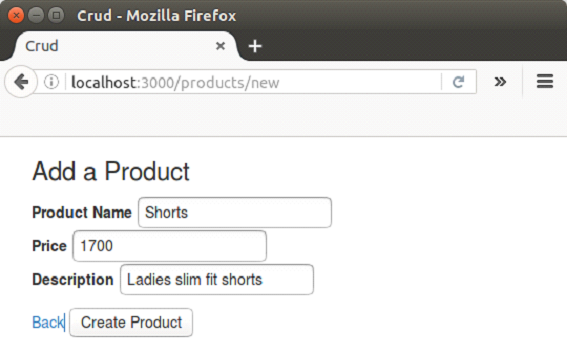 Crud - Mozilla Firefox
Crud
localhost:3000/products/new
Add a Product
Product Name Shorts
Price 1700
Description Ladies slim fit shorts
Back Create Product